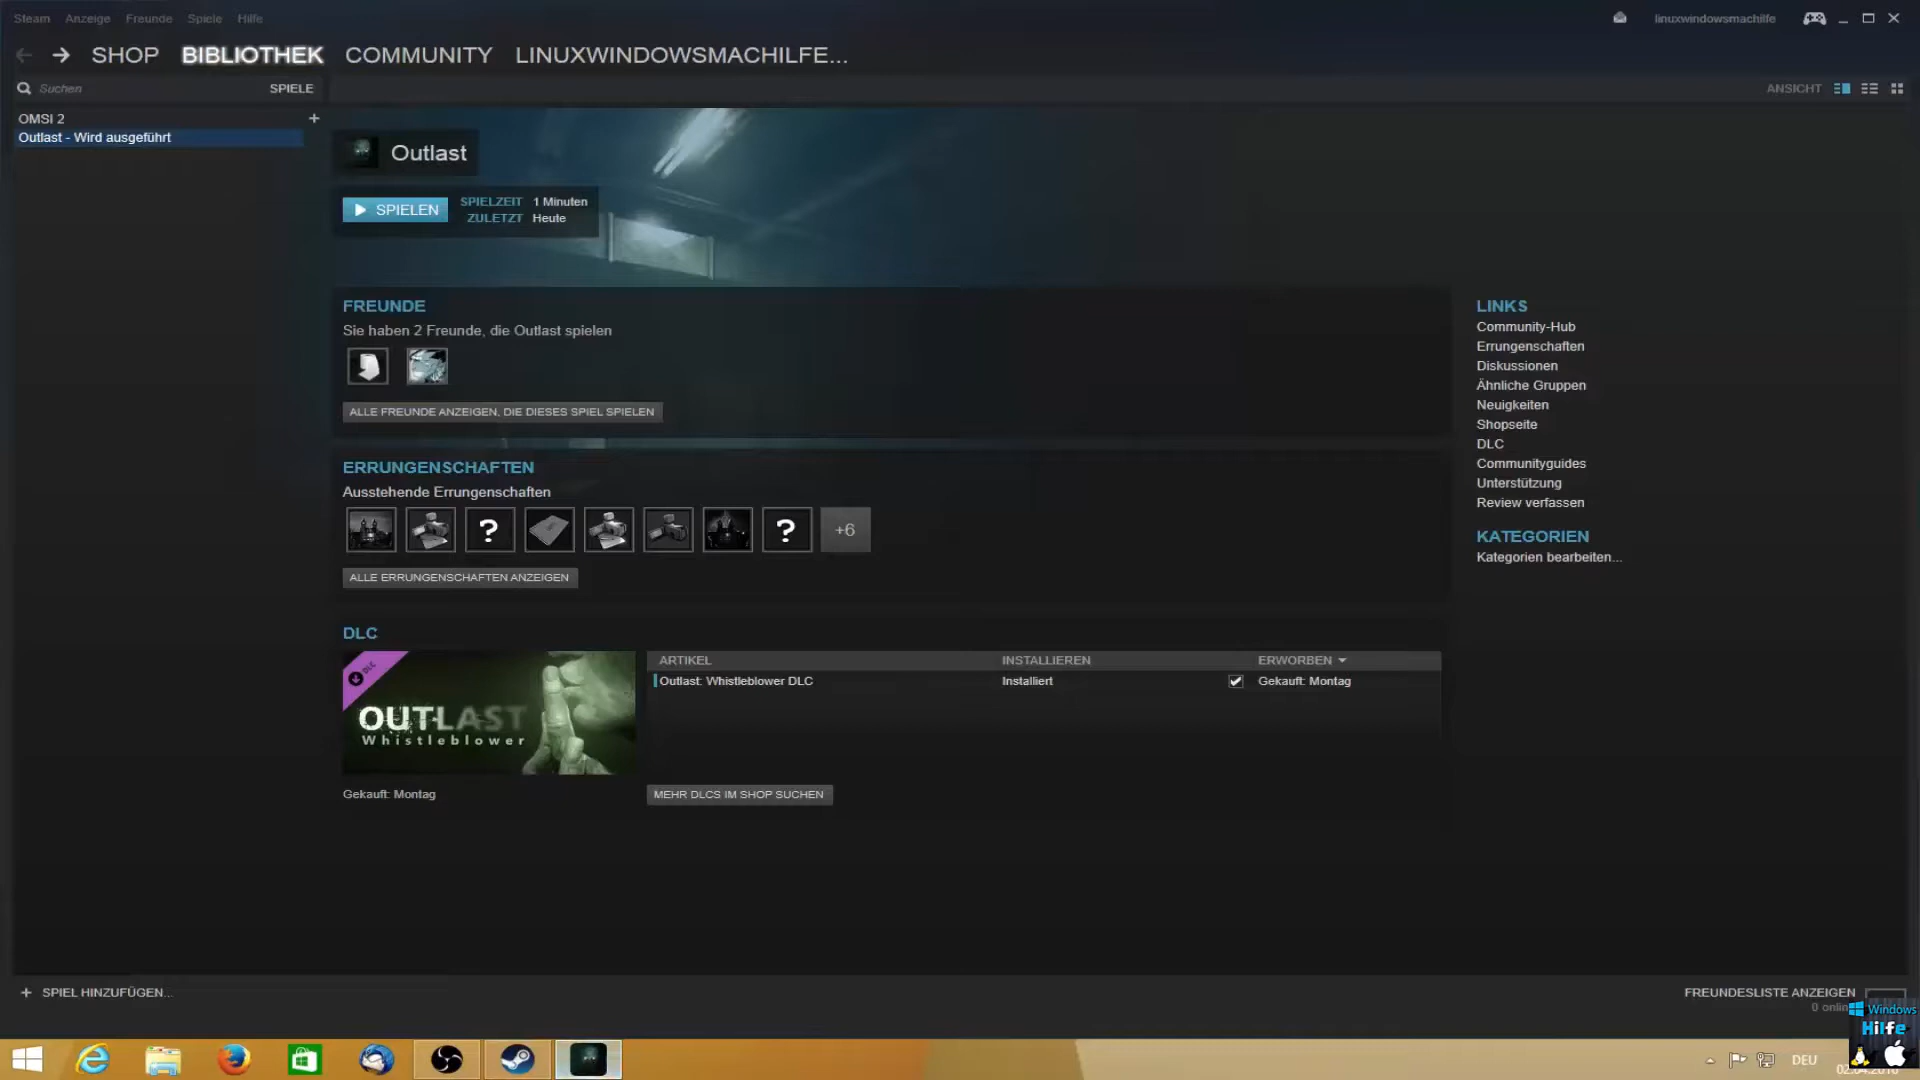 Steam Anzeige Freunde Spiele Hilfe
linuxwindowsmachilfe
SHOP BIBLIOTHEK COMMUNITY LINUXWINDOWSMACHILFE...
Suchen SPIELE
ANSICHT
OMSI 2 +
Outlast - Wird ausgeführt
Outlast
SPIELEN
SPIELZEIT 1 Minuten
ZULETZT Heute
FREUNDE
Sie haben 2 Freunde, die Outlast spielen
ALLE FREUNDE ANZEIGEN, DIE DIESES SPIEL SPIELEN
ERRUNGENSCHAFTEN
Ausstehende Errungenschaften
? ? +6
ALLE ERRUNGENSCHAFTEN ANZEIGEN
DLC
DLC
OUTLAST
Whistleblower
Gekauft: Montag
ARTIKEL INSTALLIEREN ERWORBEN
Outlast: Whistleblower DLC Installiert Gekauft: Montag
MEHR DLCS IM SHOP SUCHEN
LINKS
Community-Hub
Errungenschaften
Diskussionen
Ähnliche Gruppen
Neuigkeiten
Shopseite
DLC
Communityguides
Unterstützung
Review verfassen
KATEGORIEN
Kategorien bearbeiten...
+ SPIEL HINZUFÜGEN...
FREUNDESLISTE ANZEIGEN
0
Windows
Hilfe
DEU